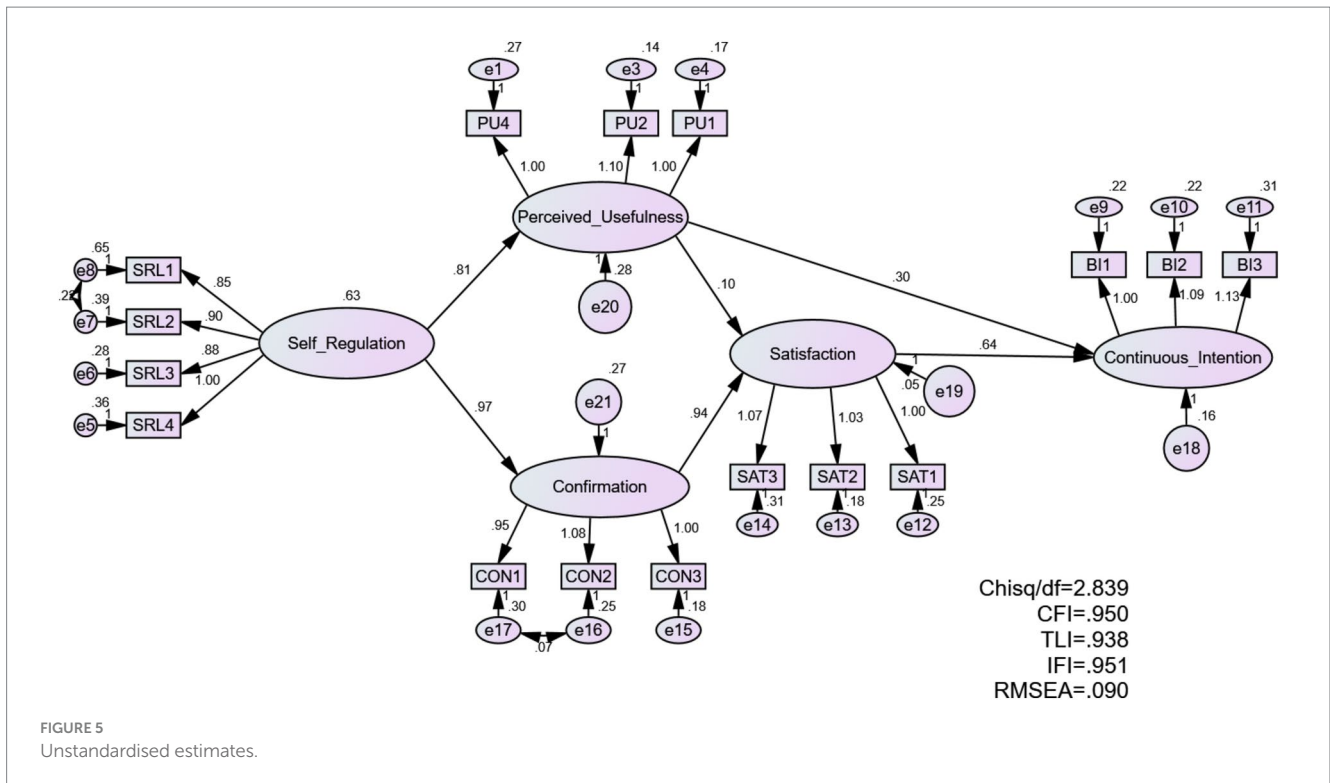 .27
.14
.17
e1
e3
e4
1
1
1
PU4
PU2
PU1
1.00
1.10
1.00
Perceived_Usefulness
.22
.22
.31
e9
e10
e11
1
1
1
BI1
BI2
BI3
1.00
1.09
1.13
.65
e8
1
SRL1
.85
.22
.39
e7
1
SRL2
.90
.28
e6
1
SRL3
.88
.36
e5
1
SRL4
1.00
.63
Self_Regulation
.81
.97
1
.28
e20
.10
.30
Satisfaction
.64
Continuous_Intention
1
.05
e19
1
.16
e18
.27
e21
1
.94
Confirmation
1.07
1.03
1.00
SAT3
SAT2
SAT1
1
.31
1
.18
1
.25
e14
e13
e12
.95
1.08
1.00
CON1
CON2
CON3
1
.30
1
.25
1
.18
e17
e16
e15
.07
Chisq/df=2.839
CFI=.950
TLI=.938
IFI=.951
RMSEA=.090
FIGURE 5
Unstandardised estimates.